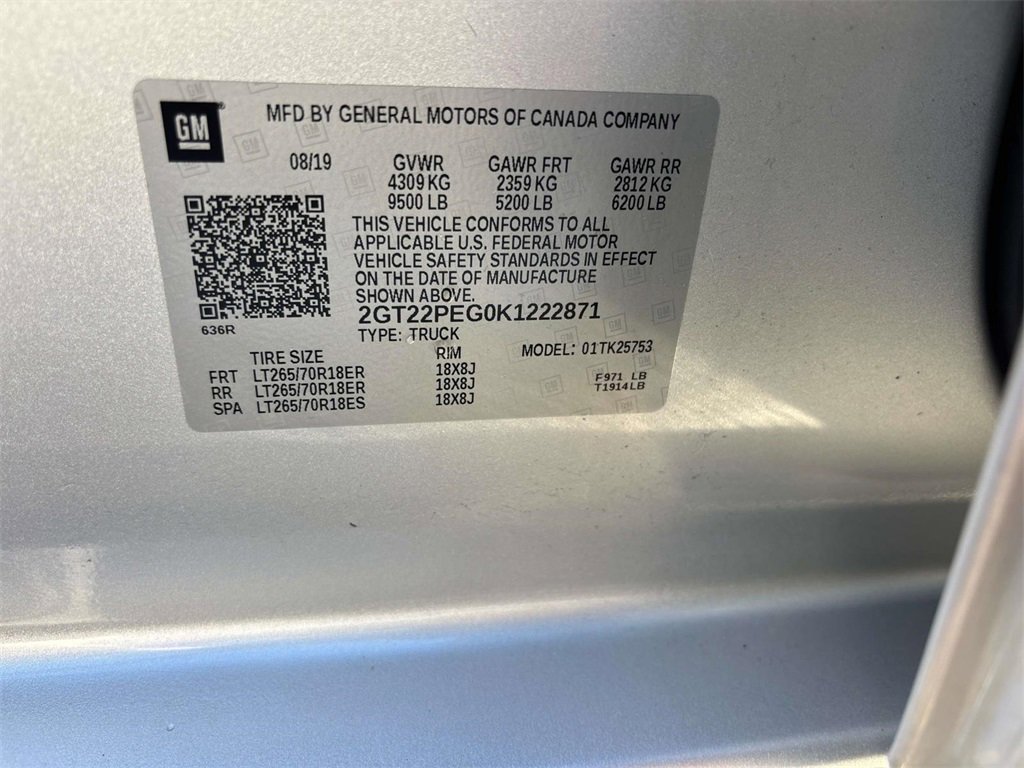 GM
MFD BY GENERAL MOTORS OF CANADA COMPANY
08/19 GVWR GAWR FRT GAWR RR
4309 KG 2359 KG 2812 KG
9500 LB 5200 LB 6200 LB
THIS VEHICLE CONFORMS TO ALL
APPLICABLE U.S. FEDERAL MOTOR
VEHICLE SAFETY STANDARDS IN EFFECT
ON THE DATE OF MANUFACTURE
SHOWN ABOVE.
2GT22PEG0K1222871
636R
TYPE: TRUCK
TIRE SIZE RIM MODEL: 01TK25753
FRT LT265/70R18ER 18X8J
RR LT265/70R18ER 18X8J
SPA LT265/70R18ES 18X8J
F971 LB
T1914LB